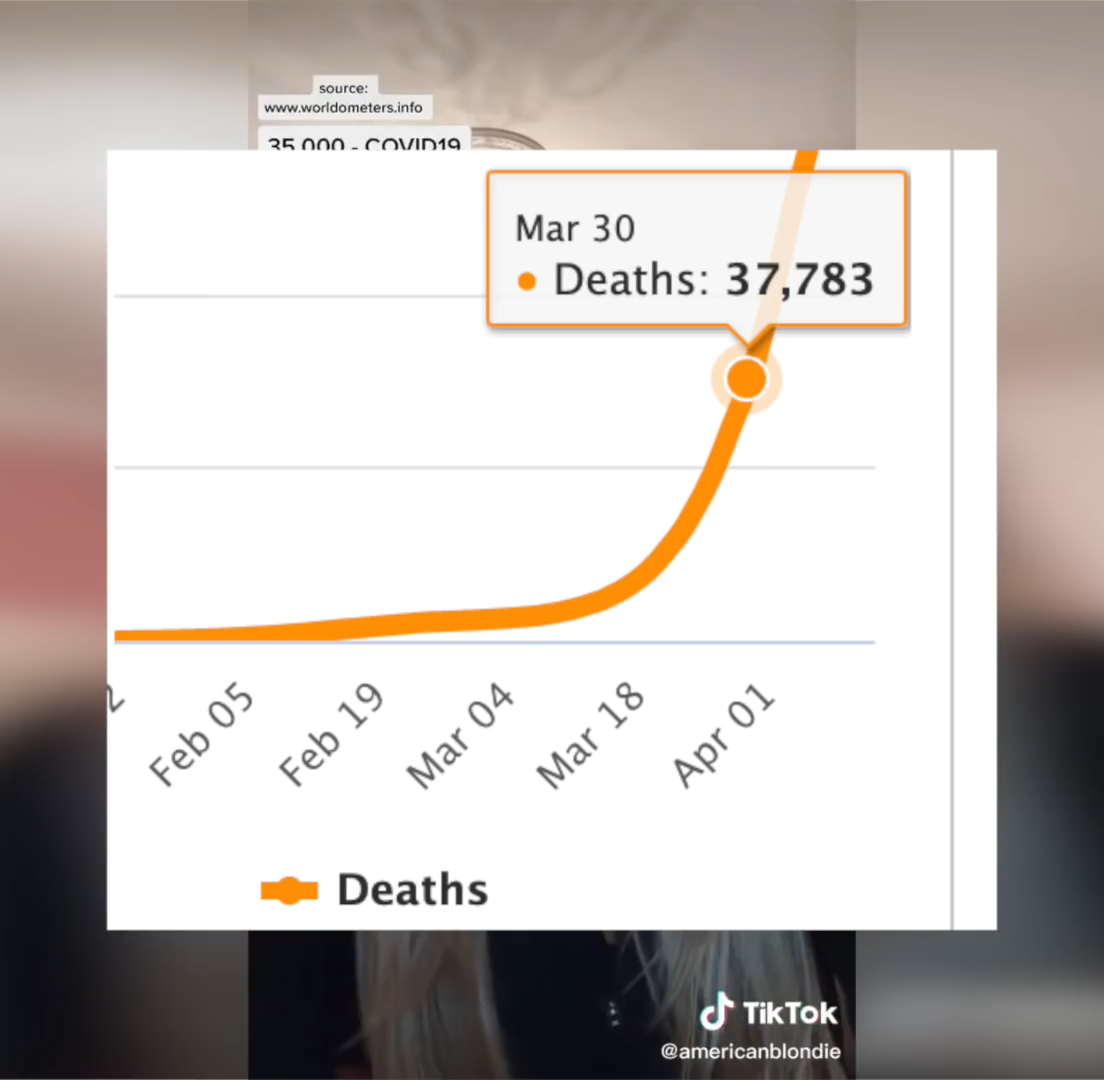 source:
www.worldometers.info
35,000 - COVID19
Mar 30
Deaths: 37,783
2
Feb 05
Feb 19
Mar 04
Mar 18
Apr 01
Deaths
TikTok
@americanblondie